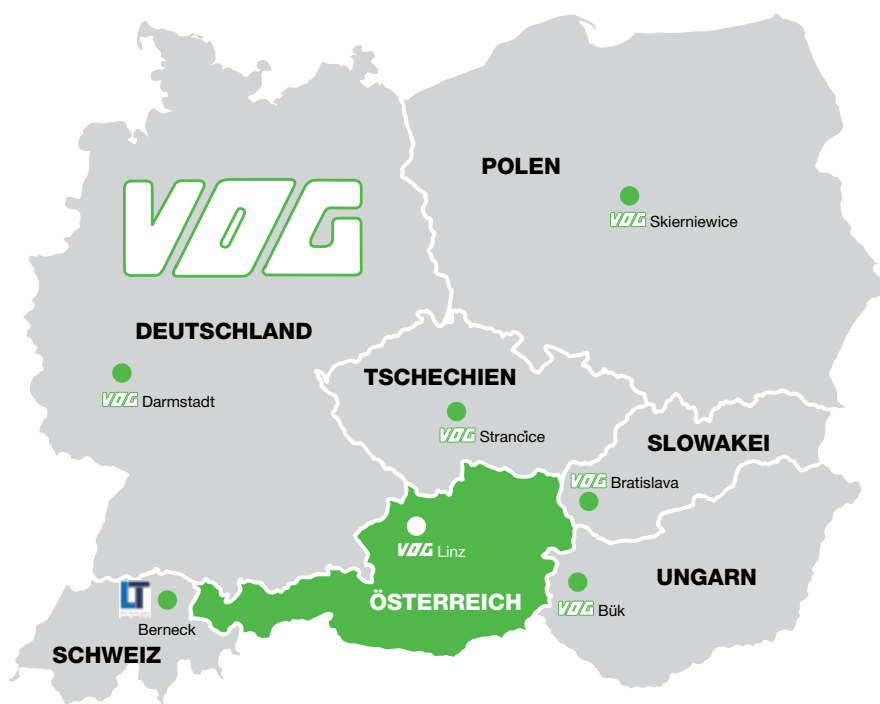 POLEN
VOG Skierniewice
VOG
DEUTSCHLAND
VOG Darmstadt
TSCHECHIEN
VOG Strancice
SLOWAKEI
VOG Bratislava
VOG Linz
ÖSTERREICH
UNGARN
VOG Bük
LT
Berneck
SCHWEIZ